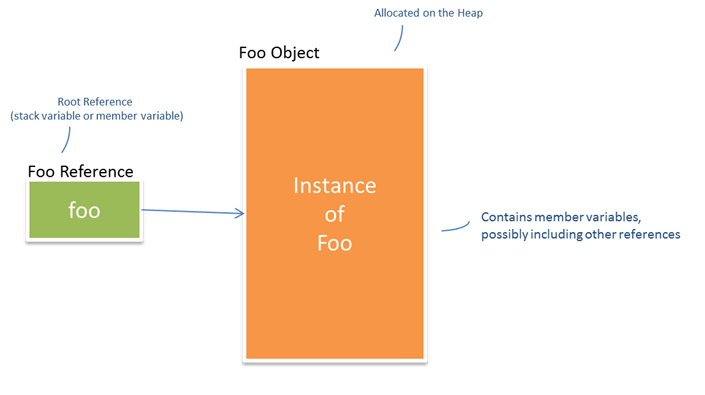 Allocated on the Heap
Foo Object
Root Reference
(stack variable or member variable)
Foo Reference
foo
Instance
of
Foo
Contains member variables,
possibly including other references